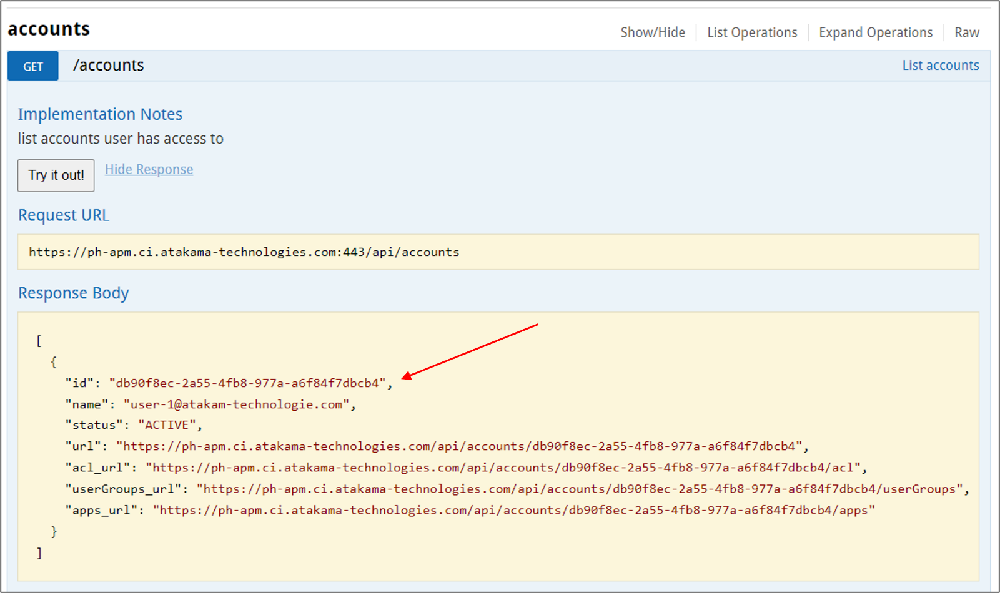 accounts
Show/Hide
List Operations
Expand Operations
Raw
GET
/accounts
List accounts
Implementation Notes
list accounts user has access to
Try it out!
Hide Response
Request URL
https://ph-apm.ci.atakama-technologies.com:443/api/accounts
Response Body
[
{
"id": "db90f8ec-2a55-4fb8-977a-a6f84f7dbcb4",
"name": "user-1@atakam-technologie.com",
"status": "ACTIVE",
"url": "https://ph-apm.ci.atakama-technologies.com/api/accounts/db90f8ec-2a55-4fb8-977a-a6f84f7dbcb4",
"acl_url": "https://ph-apm.ci.atakama-technologies.com/api/accounts/db90f8ec-2a55-4fb8-977a-a6f84f7dbcb4/acl",
"userGroups_url": "https://ph-apm.ci.atakama-technologies.com/api/accounts/db90f8ec-2a55-4fb8-977a-a6f84f7dbcb4/userGroups",
"apps_url": "https://ph-apm.ci.atakama-technologies.com/api/accounts/db90f8ec-2a55-4fb8-977a-a6f84f7dbcb4/apps"
}
]